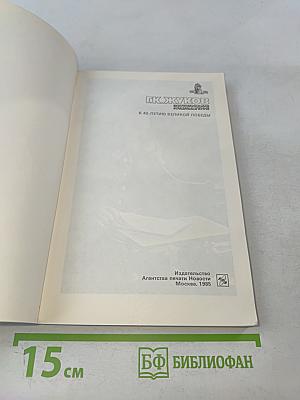 Г.К. ЖУКОВ
К 40-ЛЕТИЮ ВЕЛИКОЙ ПОБЕДЫ
Издательство
Агентства печати Новости
Москва, 1985
15 см
БФ БИБЛИОФАН